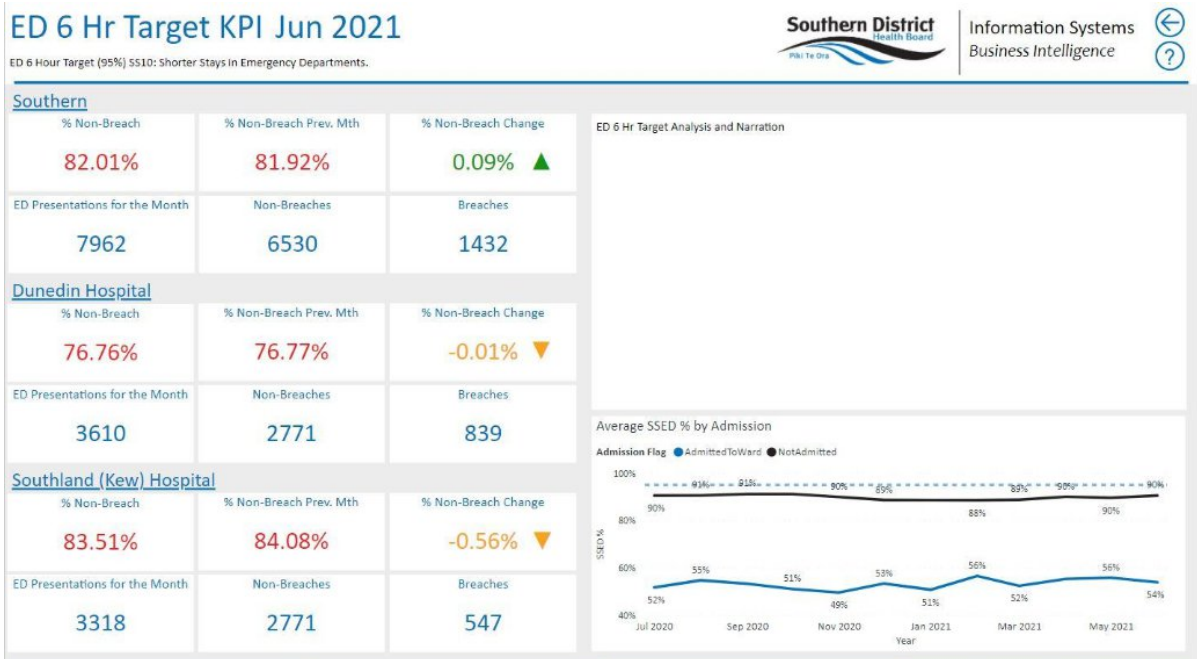 ED 6 Hr Target KPI Jun 2021
ED 6 Hour Target (95%) SS10: Shorter Stays in Emergency Departments.
Southern District
Health Board
Piki Te Ora
Information Systems
Business Intelligence
?
Southern
% Non-Breach
82.01%
% Non-Breach Prev. Mth
81.92%
% Non-Breach Change
0.09% ▲
ED Presentations for the Month
7962
Non-Breaches
6530
Breaches
1432
Dunedin Hospital
% Non-Breach
76.76%
% Non-Breach Prev. Mth
76.77%
% Non-Breach Change
-0.01% ▼
ED Presentations for the Month
3610
Non-Breaches
2771
Breaches
839
Southland (Kew) Hospital
% Non-Breach
83.51%
% Non-Breach Prev. Mth
84.08%
% Non-Breach Change
-0.56% ▼
ED Presentations for the Month
3318
Non-Breaches
2771
Breaches
547
ED 6 Hr Target Analysis and Narration
Average SSED % by Admission
Admission Flag AdmittedToWard NotAdmitted
SSED %
100%
80%
60%
40%
90% 91% 91% 90% 89% 88% 89% 90% 90% 90%
52% 55% 51% 49% 53% 51% 56% 52% 56% 54%
Jul 2020 Sep 2020 Nov 2020 Jan 2021 Mar 2021 May 2021
Year